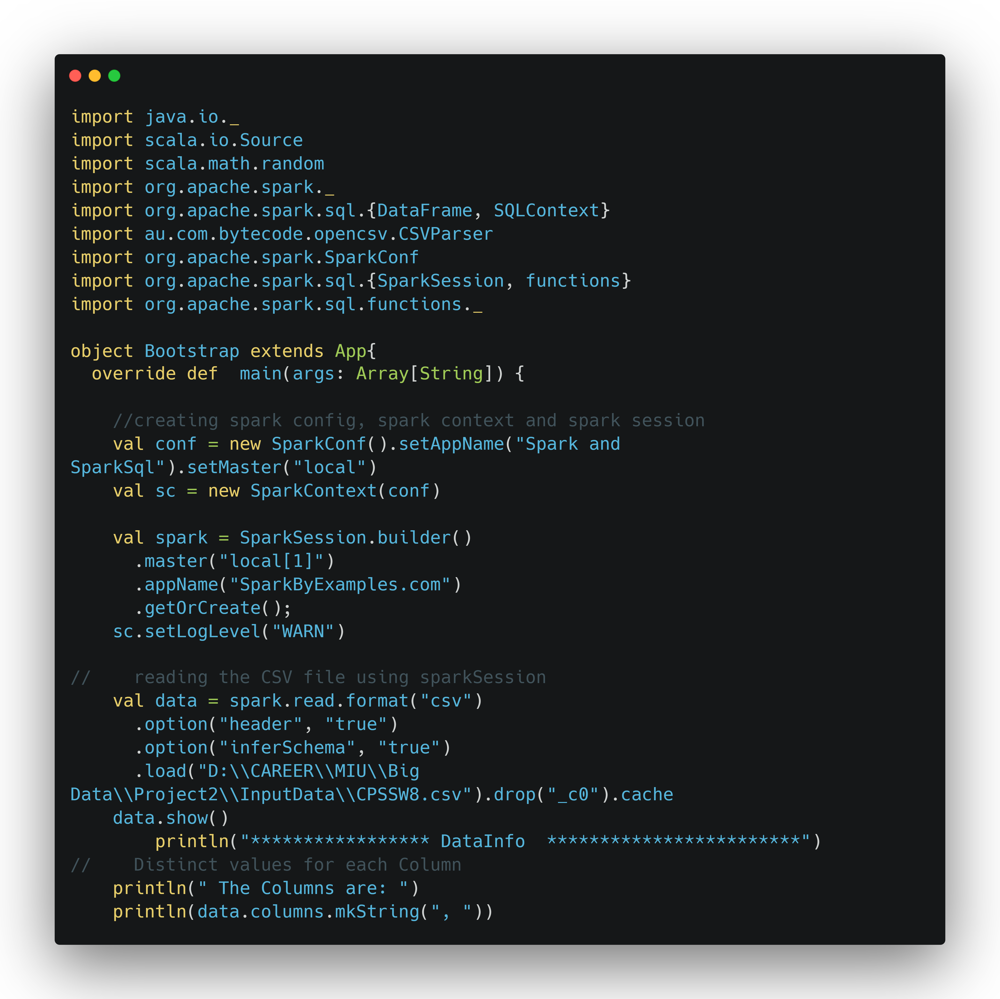 import java.io._
import scala.io.Source
import scala.math.random
import org.apache.spark._
import org.apache.spark.sql.{DataFrame, SQLContext}
import au.com.bytecode.opencsv.CSVParser
import org.apache.spark.SparkConf
import org.apache.spark.sql.{SparkSession, functions}
import org.apache.spark.sql.functions._

object Bootstrap extends App{
  override def  main(args: Array[String]) {

    //creating spark config, spark context and spark session
    val conf = new SparkConf().setAppName("Spark and
SparkSql").setMaster("local")
    val sc = new SparkContext(conf)

    val spark = SparkSession.builder()
      .master("local[1]")
      .appName("SparkByExamples.com")
      .getOrCreate();
    sc.setLogLevel("WARN")

//    reading the CSV file using sparkSession
    val data = spark.read.format("csv")
      .option("header", "true")
      .option("inferSchema", "true")
      .load("D:\\CAREER\\MIU\\Big
Data\\Project2\\InputData\\CPSSW8.csv").drop("_c0").cache
    data.show()
        println("***************** DataInfo  ************************")
//    Distinct values for each Column
    println(" The Columns are: ")
    println(data.columns.mkString(", "))